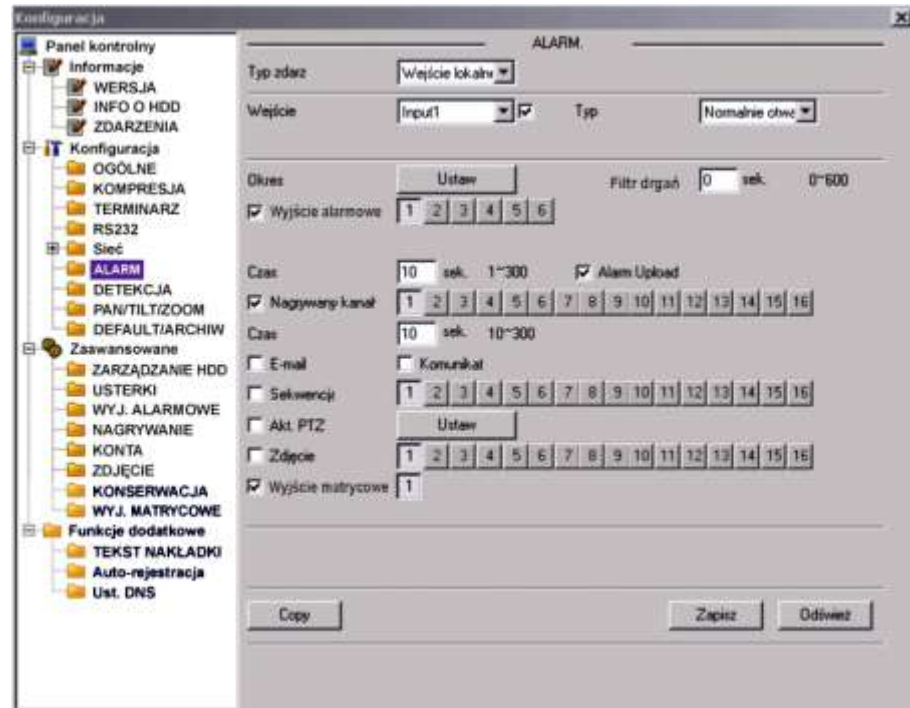 Konfiguracja
Panel kontrolny
Informacje
WERSJA
INFO O HDD
ZDARZENIA
Konfiguracja
OGÓLNE
KOMPRESJA
TERMINARZ
RS232
Sieć
ALARM
DETEKCJA
PAN/TILT/ZOOM
DEFAULT/ARCHIW
Zaawansowane
ZARZĄDZANIE HDD
USTERKI
WYJ. ALARMOWE
NAGRYWANIE
KONTA
ZDJĘCIE
KONSERWACJA
WYJ. MATRYCOWE
Funkcje dodatkowe
TEKST NAKŁADKI
Auto-rejestracja
Ust. DNS
ALARM.
Typ zdarz Wejście lokalne
Wejście Input1 Typ Normalnie otwa
Okres Ustaw Filtr drgań 0 sek. 0~600
Wyjście alarmowe 1 2 3 4 5 6
Czas 10 sek. 1~300 Alarm Upload
Nagrywany kanał 1 2 3 4 5 6 7 8 9 10 11 12 13 14 15 16
Czas 10 sek. 10~300
E-mail Komunikat
Sekwencji 1 2 3 4 5 6 7 8 9 10 11 12 13 14 15 16
Akt. PTZ Ustaw
Zdjęcie 1 2 3 4 5 6 7 8 9 10 11 12 13 14 15 16
Wyjście matrycowe 1
Copy Zapisz Odśwież